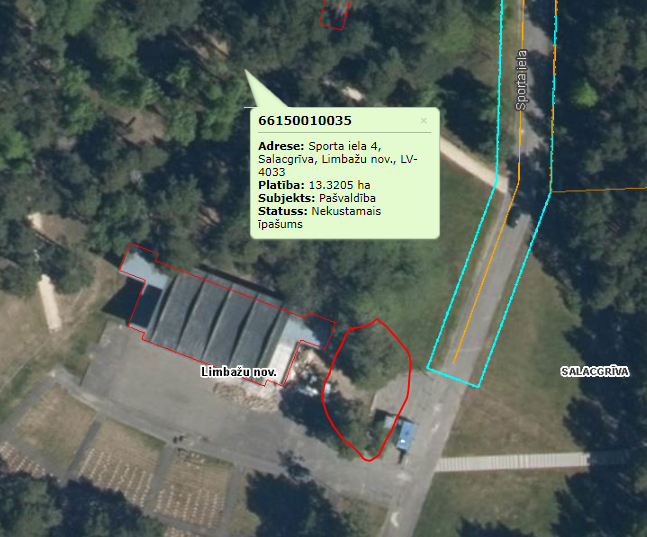 Sporta iela
66150010035
×
Adrese: Sporta iela 4,
Salacgrīva, Limbažu nov., LV-
4033
Platība: 13.3205 ha
Subjekts: Pašvaldība
Statuss: Nekustamais
īpašums
Limbažu nov.
SALACGRĪVA